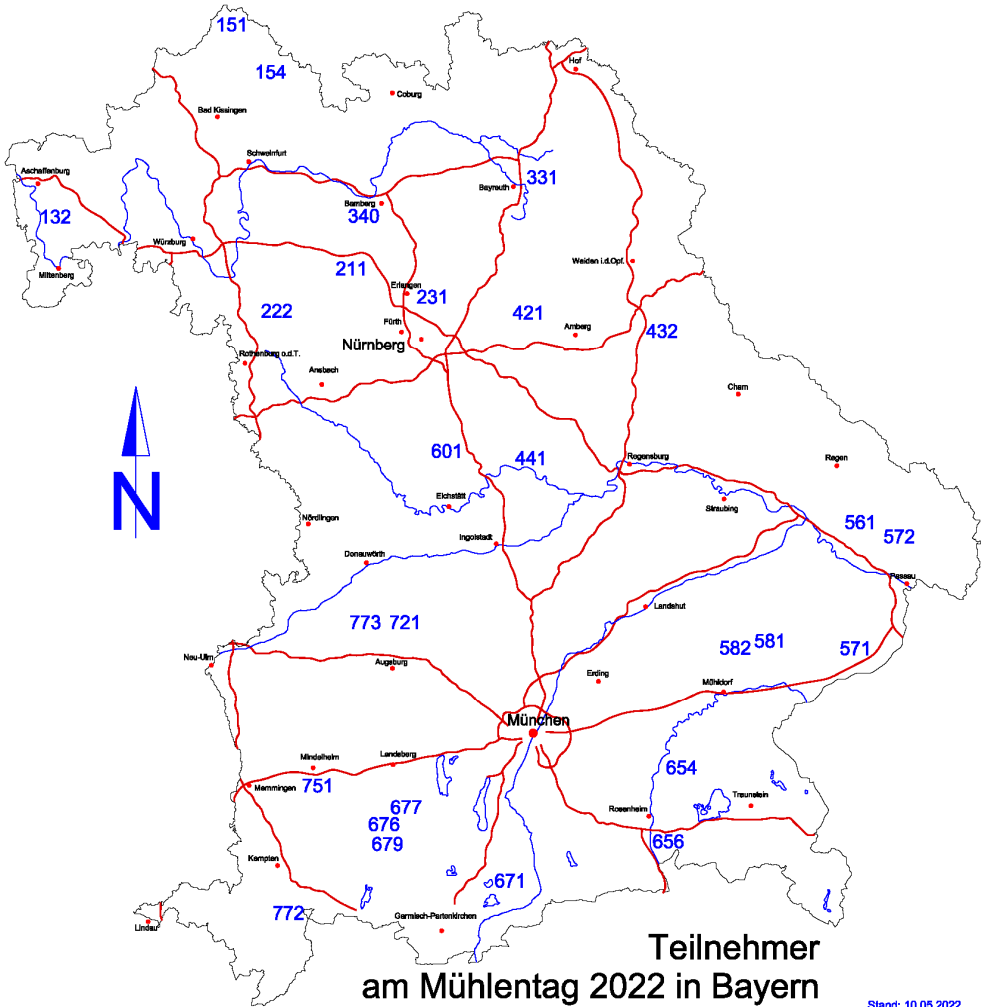 151
154
Hof
Coburg
Bad Kissingen
Schweinfurt
Aschaffenburg
331
Bayreuth
132
Bamberg
340
Würzburg
211
Weiden i.d.Opf.
Miltenberg
Erlangen
231
222
421
Fürth
Amberg
432
Nürnberg
Rothenburg o.d.T.
Ansbach
Cham
601
441
Regensburg
Regen
N
Eichstätt
Straubing
Nördlingen
561
572
Ingolstadt
Donauwörth
Passau
Landshut
773 721
582 581
571
Neu-Ulm
Augsburg
Erding
Mühldorf
München
654
Mindelheim
Landsberg
751
Memmingen
677
Traunstein
676
Rosenheim
679
656
Kempten
671
772
Garmisch-Partenkirchen
Lindau
Teilnehmer
am Mühlentag 2022 in Bayern
Stand: 10.05.2022